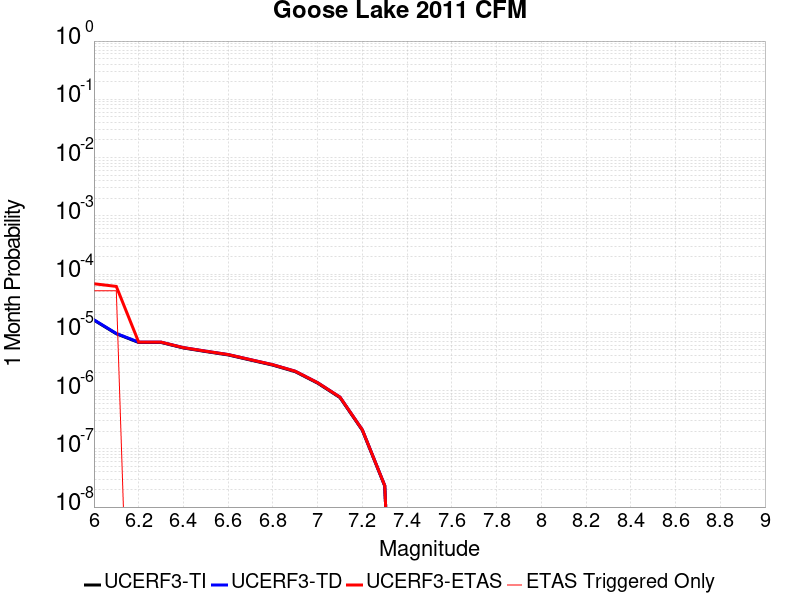 Goose Lake 2011 CFM
1 Month Probability
10^0
10^-1
10^-2
10^-3
10^-4
10^-5
10^-6
10^-7
10^-8
6 6.2 6.4 6.6 6.8 7 7.2 7.4 7.6 7.8 8 8.2 8.4 8.6 8.8 9
Magnitude
UCERF3-TI UCERF3-TD UCERF3-ETAS ETAS Triggered Only